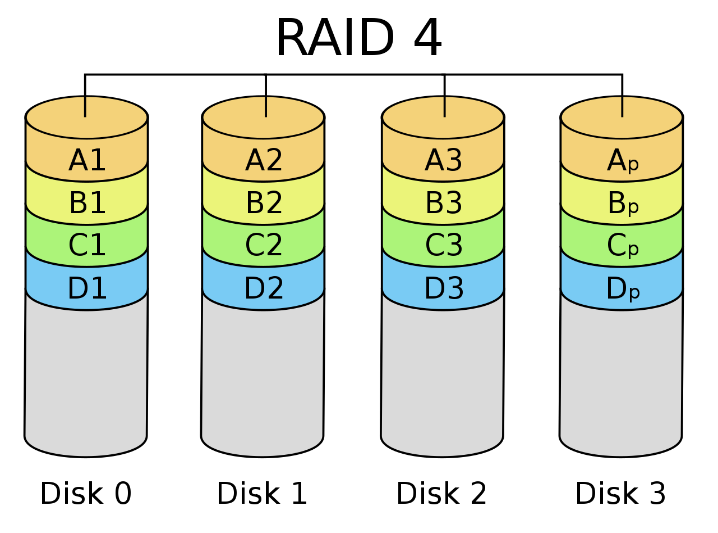 RAID 4
A1 A2 A3 Ap
B1 B2 B3 Bp
C1 C2 C3 Cp
D1 D2 D3 Dp
Disk 0 Disk 1 Disk 2 Disk 3